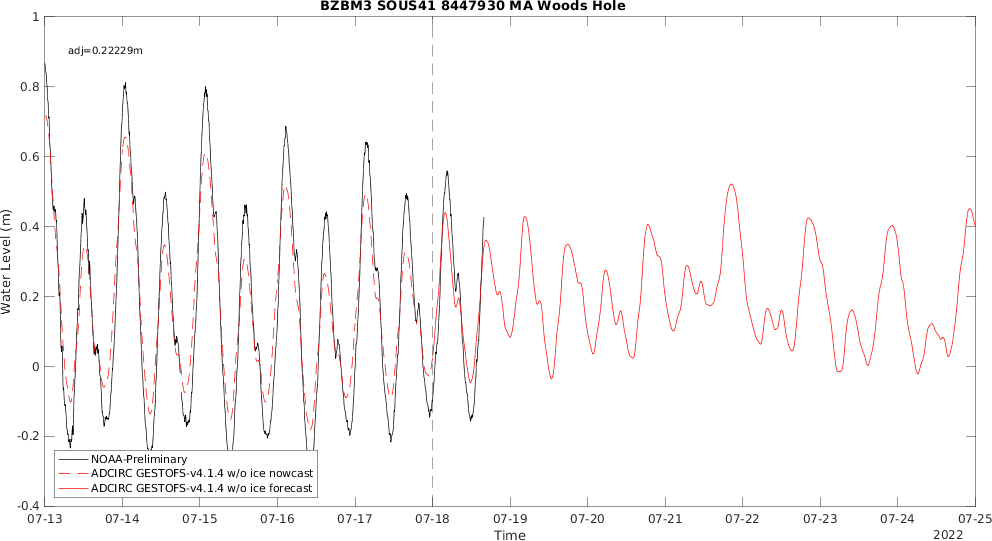 BZBM3 SOUS41 8447930 MA Woods Hole
adj=0.22229m
Water Level (m)
1
0.8
0.6
0.4
0.2
0
-0.2
-0.4
NOAA-Preliminary
ADCIRC GESTOFS-v4.1.4 w/o ice nowcast
ADCIRC GESTOFS-v4.1.4 w/o ice forecast
07-13 07-14 07-15 07-16 07-17 07-18 07-19 07-20 07-21 07-22 07-23 07-24 07-25
Time
2022